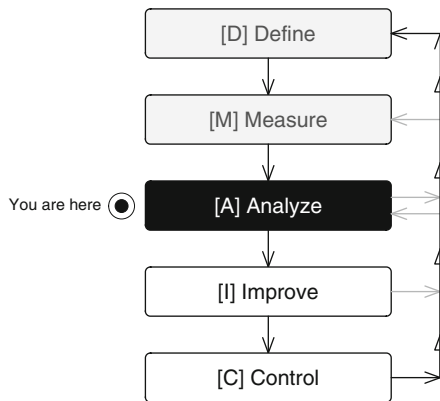 [D] Define
[M] Measure
You are here
[A] Analyze
[I] Improve
[C] Control